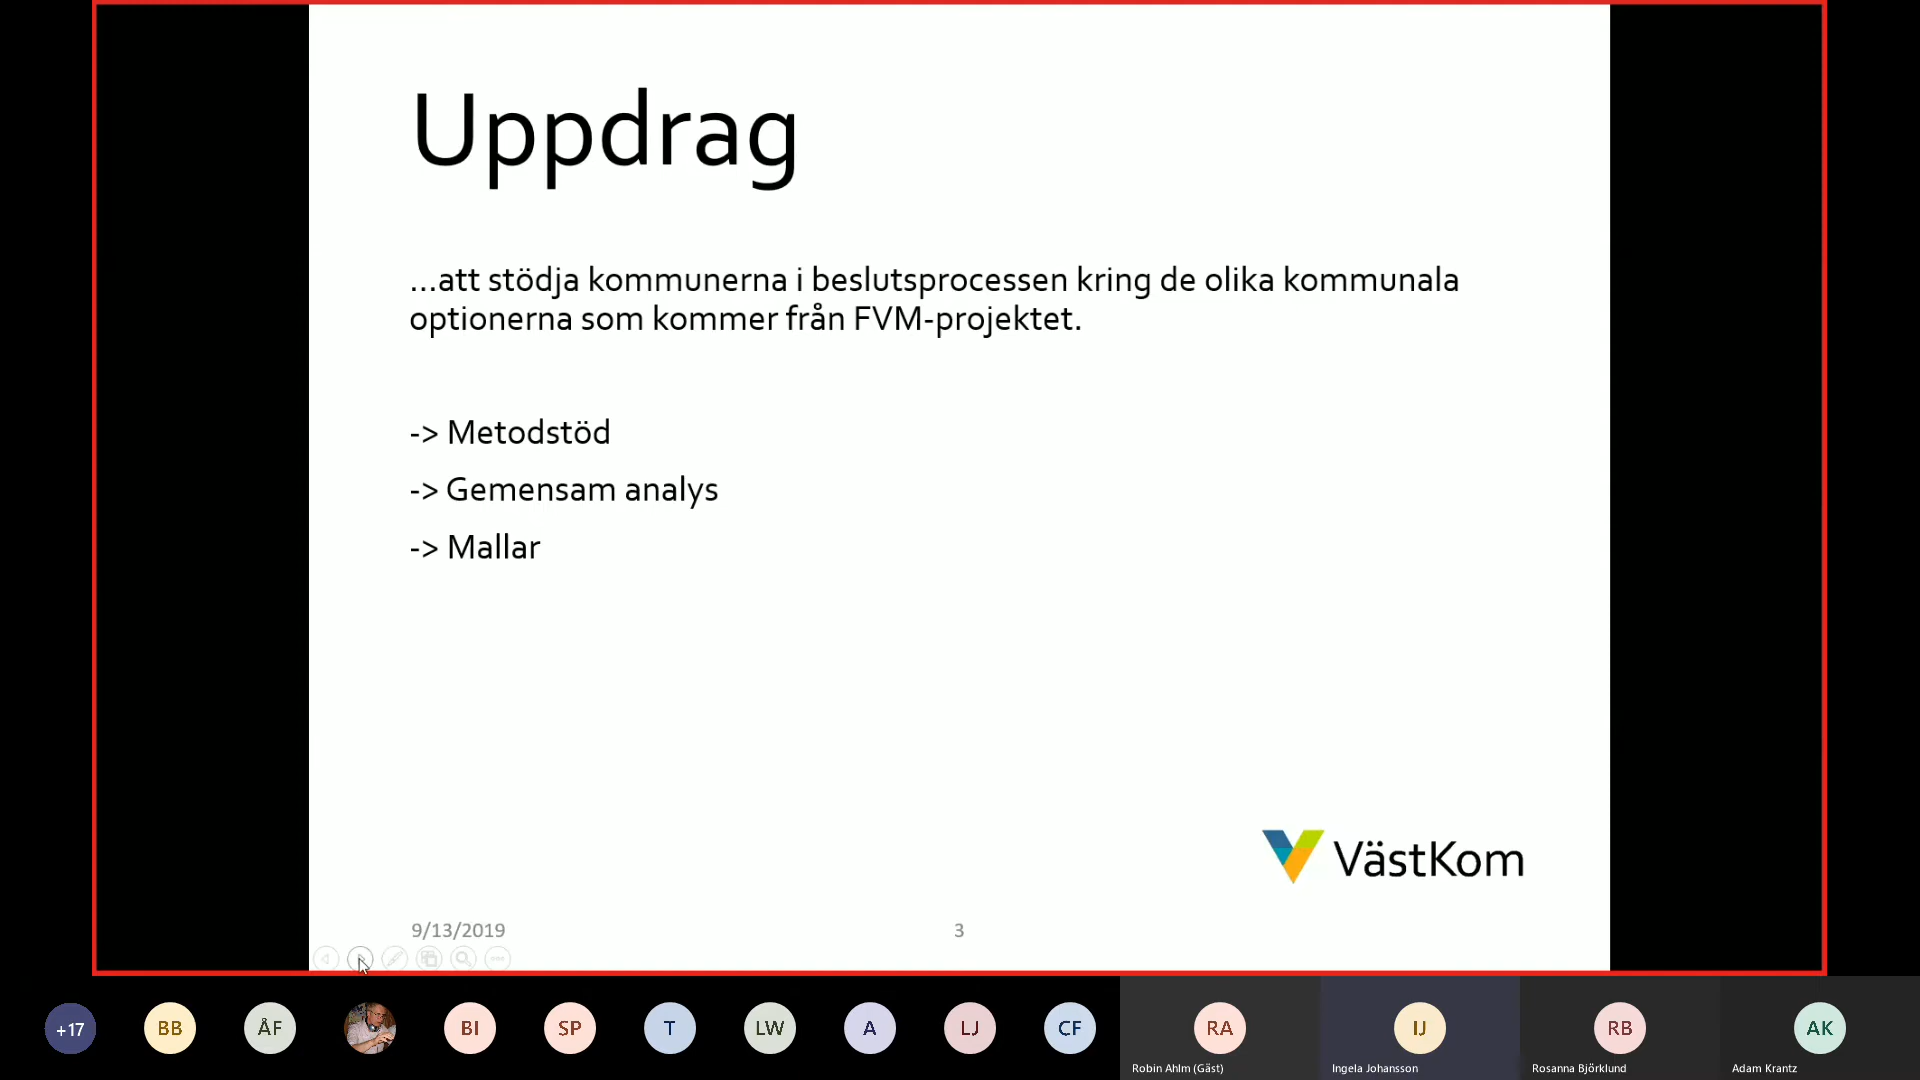 Uppdrag
...att stödja kommunerna i beslutsprocessen kring de olika kommunala
optionerna som kommer från FVM-projektet.
-> Metodstöd
-> Gemensam analys
-> Mallar
VästKom
9/13/2019
3
+17
BB
ÅF
BI
SP
T
LW
A
LJ
CF
RA
IJ
RB
AK
Robin Ahlm (Gäst)
Ingela Johansson
Rosanna Björklund
Adam Krantz